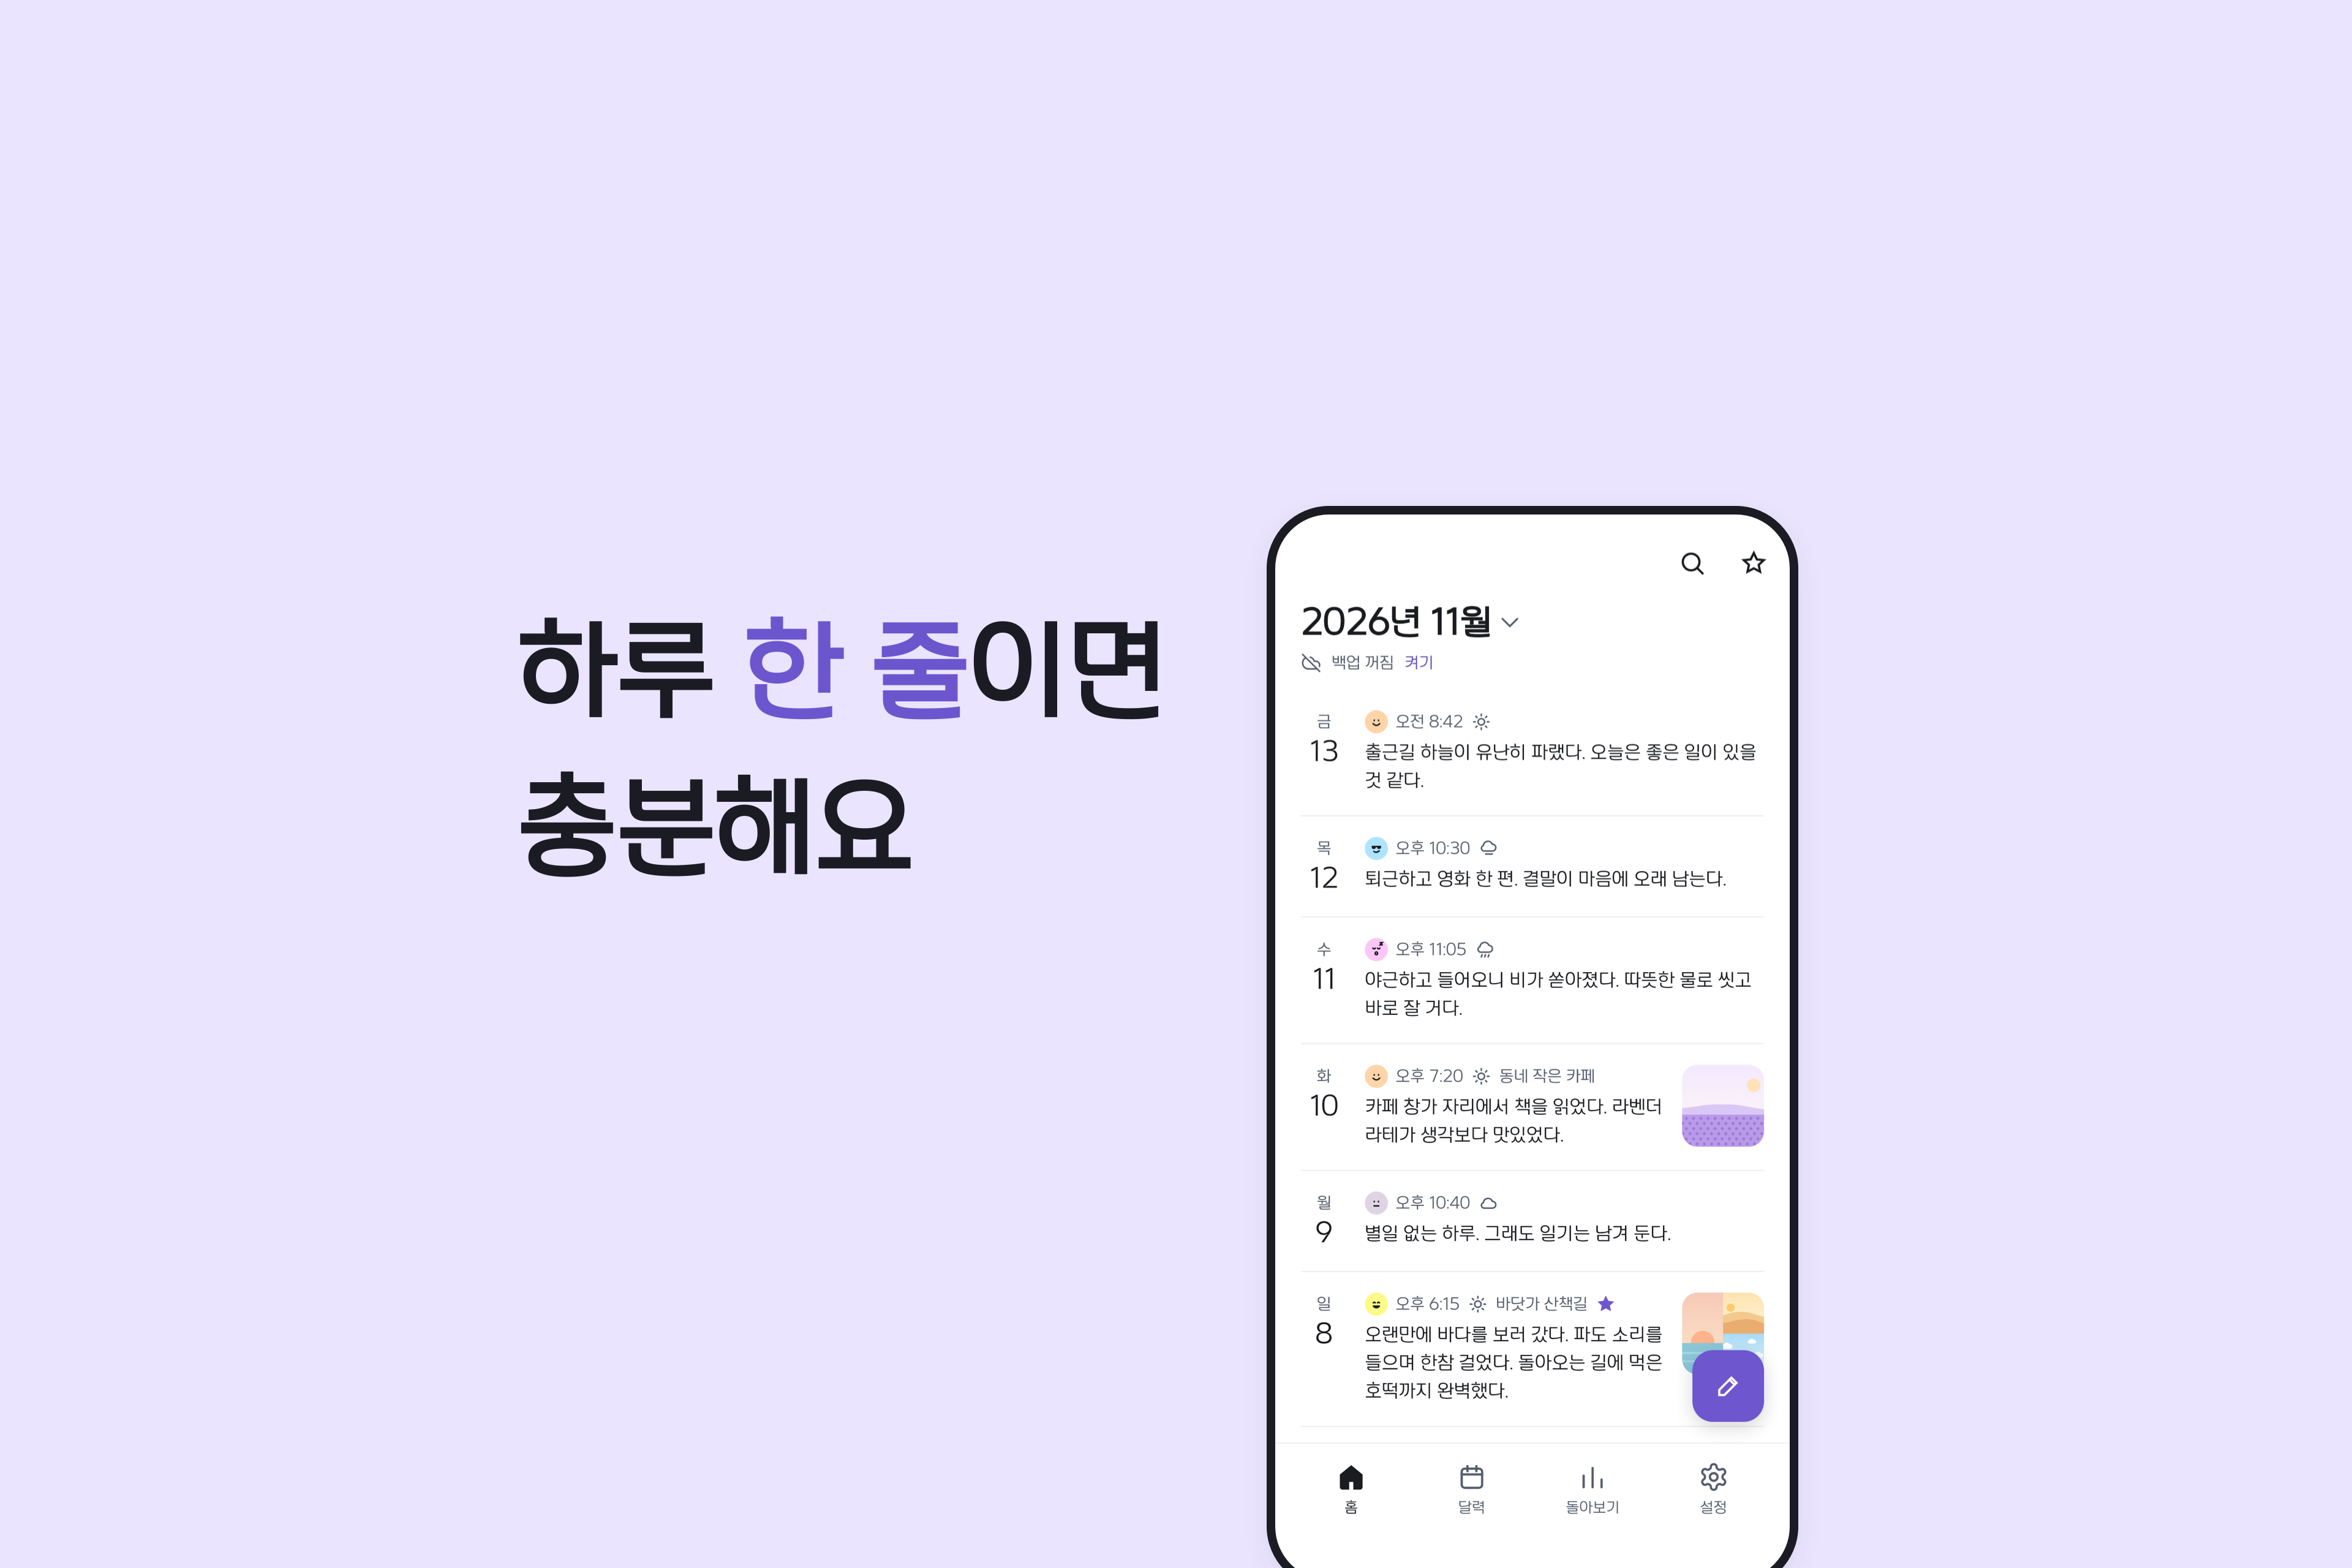 하루 한 줄이면
충분해요
2026년 11월
백업 꺼짐 켜기
금
13
오전 8:42
출근길 하늘이 유난히 파랬다. 오늘은 좋은 일이 있을
것 같다.
목
12
오후 10:30
퇴근하고 영화 한 편. 결말이 마음에 오래 남는다.
수
11
오후 11:05
야근하고 들어오니 비가 쏟아졌다. 따뜻한 물로 씻고
바로 잘 거다.
화
10
오후 7:20 동네 작은 카페
카페 창가 자리에서 책을 읽었다. 라벤더
라테가 생각보다 맛있었다.
월
9
오후 10:40
별일 없는 하루. 그래도 일기는 남겨 둔다.
일
8
오후 6:15 바닷가 산책길
오랜만에 바다를 보러 갔다. 파도 소리를
들으며 한참 걸었다. 돌아오는 길에 먹은
호떡까지 완벽했다.
홈 달력 돌아보기 설정